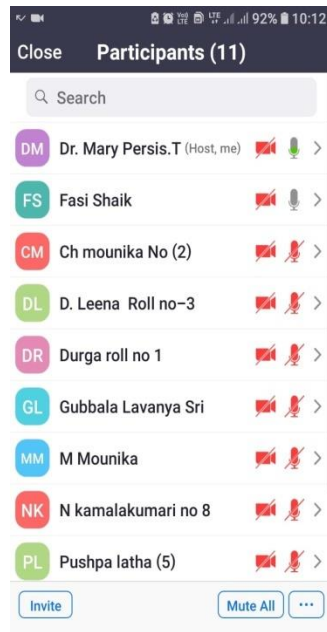 92% 10:12
Close Participants (11)
Search
DM Dr. Mary Persis.T (Host, me)
FS Fasi Shaik
CM Ch mounika No (2)
DL D. Leena Roll no-3
DR Durga roll no 1
GL Gubbala Lavanya Sri
MM M Mounika
NK N kamalakumari no 8
PL Pushpa latha (5)
Invite Mute All ...